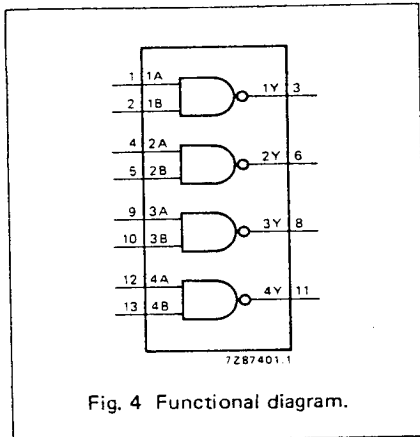 1 1A
2 1B
1Y 3
4 2A
5 2B
2Y 6
9 3A
10 3B
3Y 8
12 4A
13 4B
4Y 11
7Z87401.1
Fig. 4 Functional diagram.